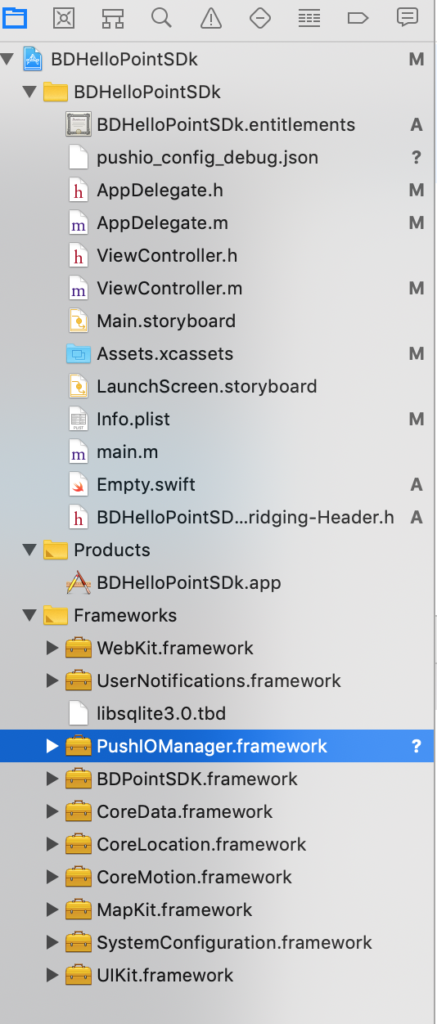 BDHelloPointSDk M
BDHelloPointSDk
BDHelloPointSDk.entitlements A
pushio_config_debug.json ?
h AppDelegate.h M
m AppDelegate.m M
h ViewController.h
m ViewController.m M
Main.storyboard
Assets.xcassets M
LaunchScreen.storyboard
Info.plist M
m main.m
Empty.swift A
h BDHelloPointSD...ridging-Header.h A
Products
BDHelloPointSDk.app
Frameworks
WebKit.framework
UserNotifications.framework
libsqlite3.0.tbd
PushIOManager.framework ?
BDPointSDK.framework
CoreData.framework
CoreLocation.framework
CoreMotion.framework
MapKit.framework
SystemConfiguration.framework
UIKit.framework